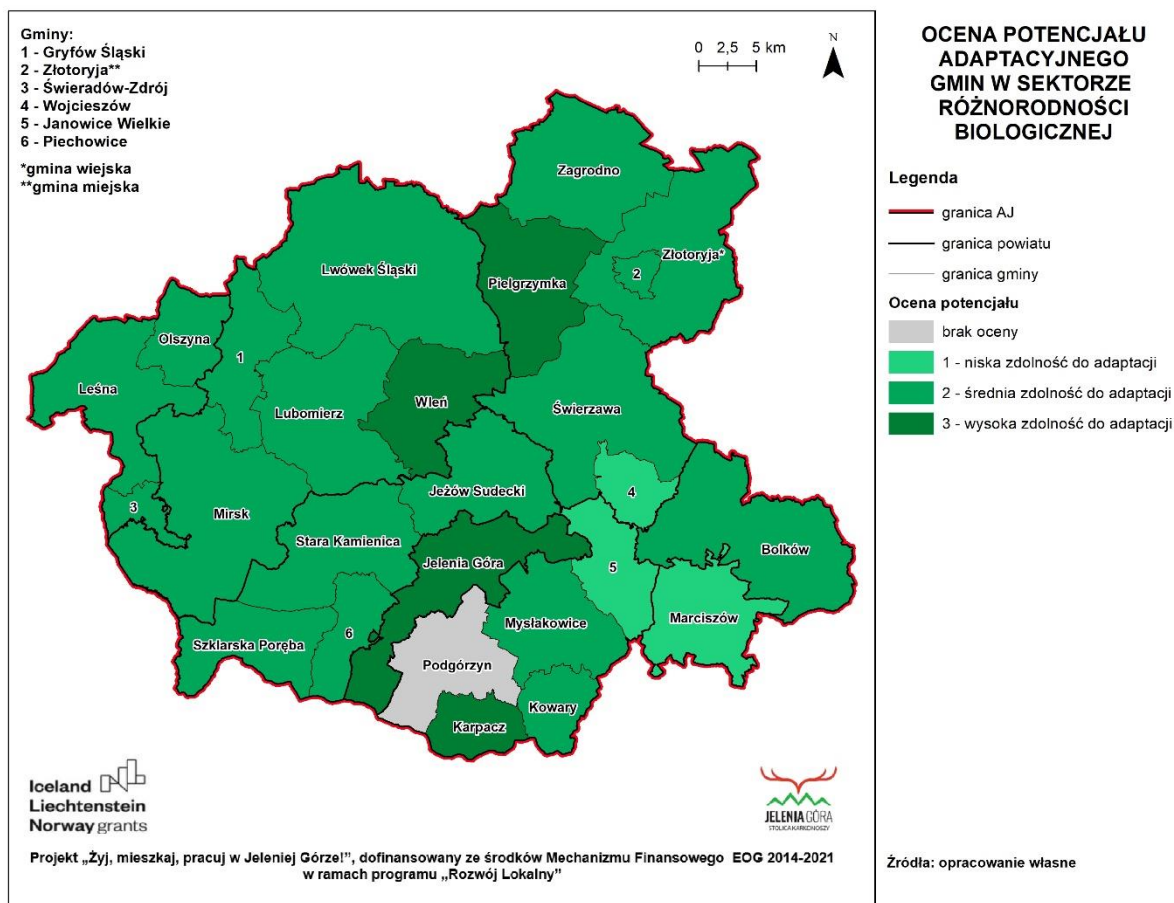 Gminy:
1 - Gryfów Śląski
2 - Złotoryja**
3 - Świeradów-Zdrój
4 - Wojcieszów
5 - Janowice Wielkie
6 - Piechowice
*gmina wiejska
**gmina miejska
0 2,5 5 km
N
Zagrodno
Złotoryja*
2
Lwówek Śląski
Pielgrzymka
Olszyna
1
Leśna
Lubomierz
Wleń
Świerzawa
3
Mirsk
Jeżów Sudecki
4
Stara Kamienica
Jelenia Góra
Bolków
5
Mysłakowice
Marciszów
Szklarska Poręba
6
Podgórzyn
Kowary
Karpacz
Iceland
Liechtenstein
Norway grants
JELENIA GÓRA
STOLICA KARKONOSZY
Projekt „Żyj, mieszkaj, pracuj w Jeleniej Górze!”, dofinansowany ze środków Mechanizmu Finansowego EOG 2014-2021
w ramach programu „Rozwój Lokalny”
OCENA POTENCJAŁU
ADAPTACYJNEGO
GMIN W SEKTORZE
RÓŻNORODNOŚCI
BIOLOGICZNEJ
Legenda
granica AJ
granica powiatu
granica gminy
Ocena potencjału
brak oceny
1 - niska zdolność do adaptacji
2 - średnia zdolność do adaptacji
3 - wysoka zdolność do adaptacji
Źródła: opracowanie własne